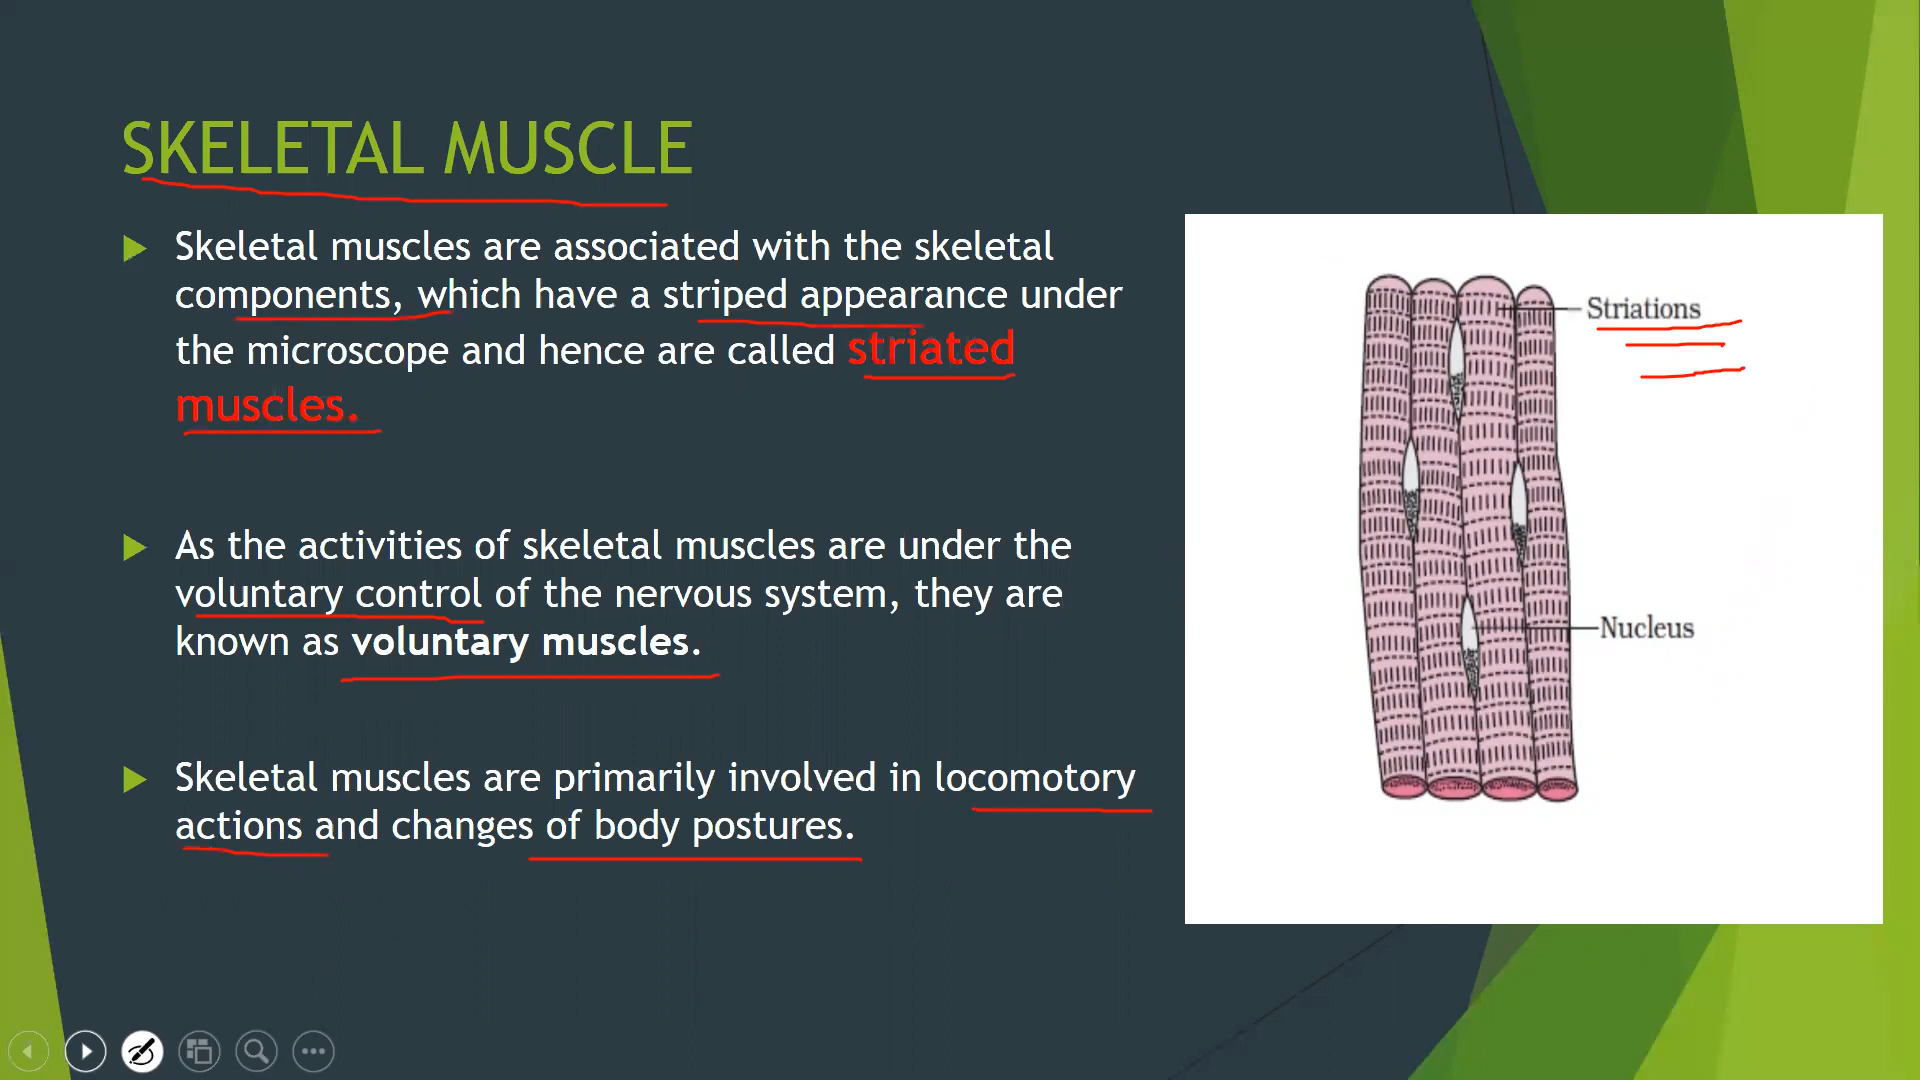 SKELETAL MUSCLE
Skeletal muscles are associated with the skeletal
components, which have a striped appearance under
the microscope and hence are called striated
muscles.
As the activities of skeletal muscles are under the
voluntary control of the nervous system, they are
known as voluntary muscles.
Skeletal muscles are primarily involved in locomotory
actions and changes of body postures.
Striations
Nucleus